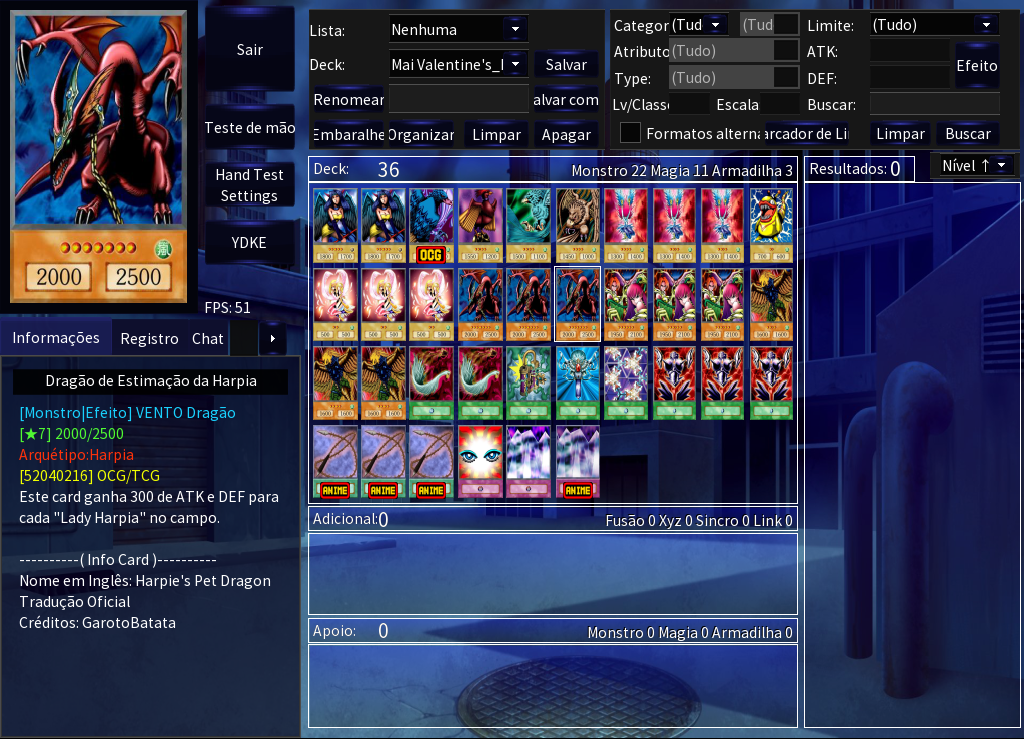 2000 2500
Sair
Teste de mão
Hand Test
Settings
YDKE
FPS: 51
Lista: Nenhuma
Deck: Mai Valentine's_ Salvar
Renomear alvar com
Embaralhe Organizar Limpar Apagar
Categor (Tud (Tud Limite: (Tudo)
Atributo (Tudo) ATK:
Efeito
Type: (Tudo) DEF:
Lv/Classe Escala Buscar:
Formatos alterna arcador de Li Limpar Buscar
Deck: 36 Monstro 22 Magia 11 Armadilha 3
Resultados: 0 Nível ↑
OCG
ANIME ANIME ANIME ANIME
Adicional:0 Fusão 0 Xyz 0 Sincro 0 Link 0
Apoio: 0 Monstro 0 Magia 0 Armadilha 0
Informações Registro Chat
Dragão de Estimação da Harpia
[Monstro|Efeito] VENTO Dragão
[★7] 2000/2500
Arquétipo:Harpia
[52040216] OCG/TCG
Este card ganha 300 de ATK e DEF para
cada "Lady Harpia" no campo.
----------( Info Card )----------
Nome em Inglês: Harpie's Pet Dragon
Tradução Oficial
Créditos: GarotoBatata